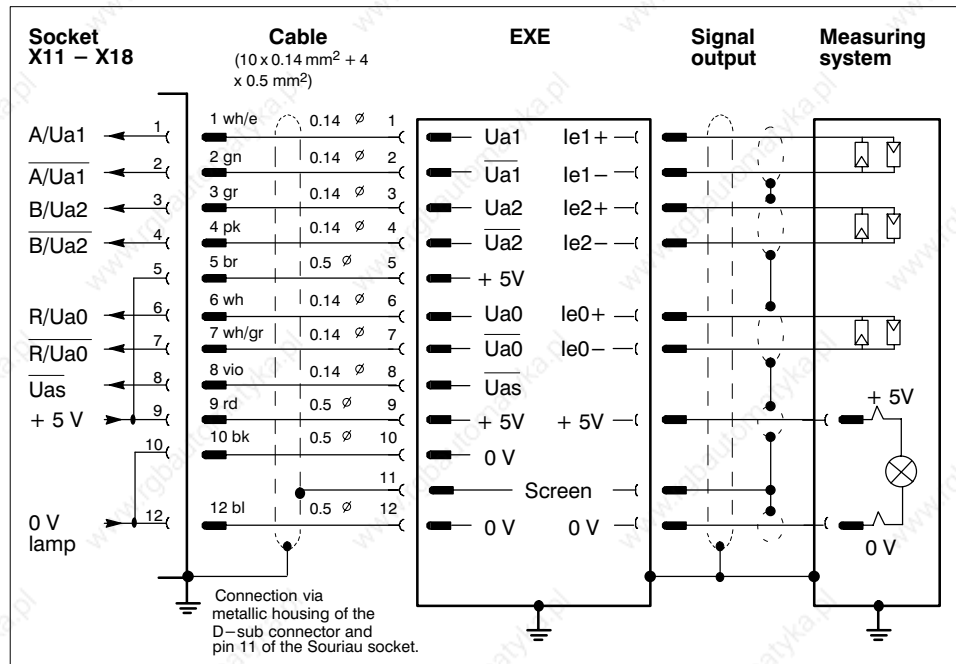 Socket
X11 – X18
Cable
(10 x 0.14 mm² + 4
x 0.5 mm²)
EXE
Signal
output
Measuring
system
A/Ua1 1 1 wh/e 0.14 ⌀ 1 Ua1 Ie1+
A/Ua1 2 2 gn 0.14 ⌀ 2 Ua1 Ie1–
B/Ua2 3 3 gr 0.14 ⌀ 3 Ua2 Ie2+
B/Ua2 4 4 pk 0.14 ⌀ 4 Ua2 Ie2–
5 5 br 0.5 ⌀ 5 + 5V
R/Ua0 6 6 wh 0.14 ⌀ 6 Ua0 Ie0+
R/Ua0 7 7 wh/gr 0.14 ⌀ 7 Ua0 Ie0–
Uas 8 8 vio 0.14 ⌀ 8 Uas
+ 5 V 9 9 rd 0.5 ⌀ 9 + 5V + 5V + 5V
10 10 bk 0.5 ⌀ 10 0 V
11 Screen
0 V
lamp
12 12 bl 0.5 ⌀ 12 0 V 0 V 0 V
Connection via
metallic housing of the
D–sub connector and
pin 11 of the Souriau socket.
www.rgbautomatyka.pl